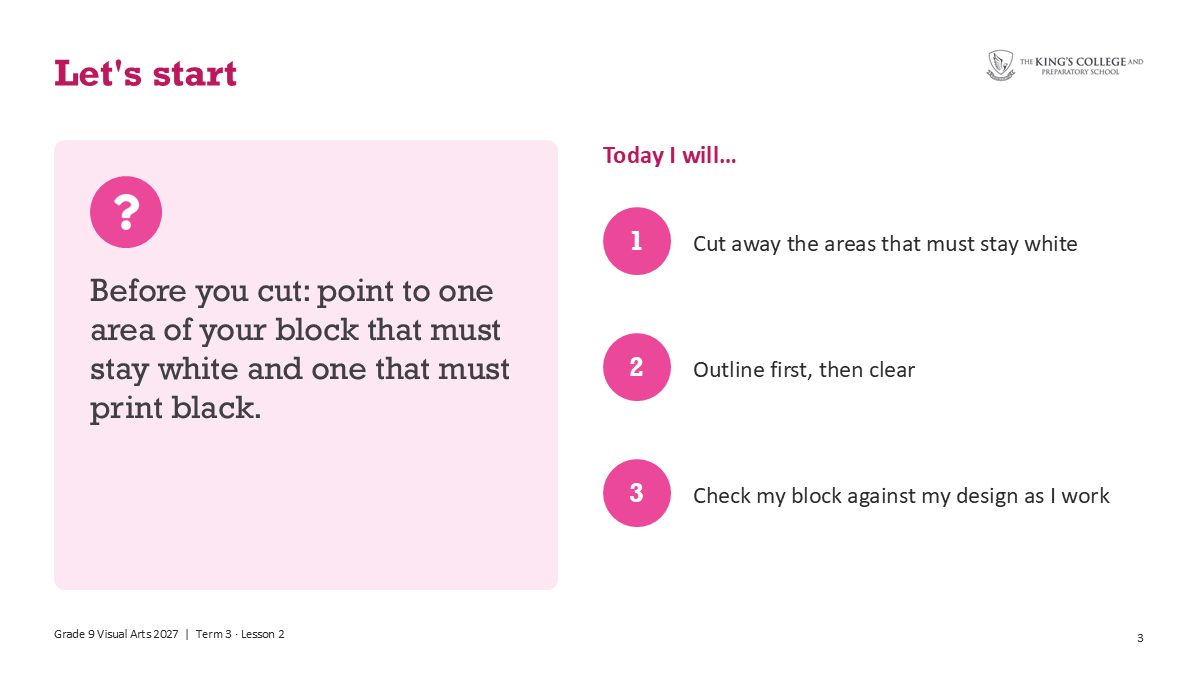 Let's start
THE KING'S COLLEGE AND
PREPARATORY SCHOOL
?
Before you cut: point to one
area of your block that must
stay white and one that must
print black.
Today I will...
1
Cut away the areas that must stay white
2
Outline first, then clear
3
Check my block against my design as I work
Grade 9 Visual Arts 2027 | Term 3 · Lesson 2
3